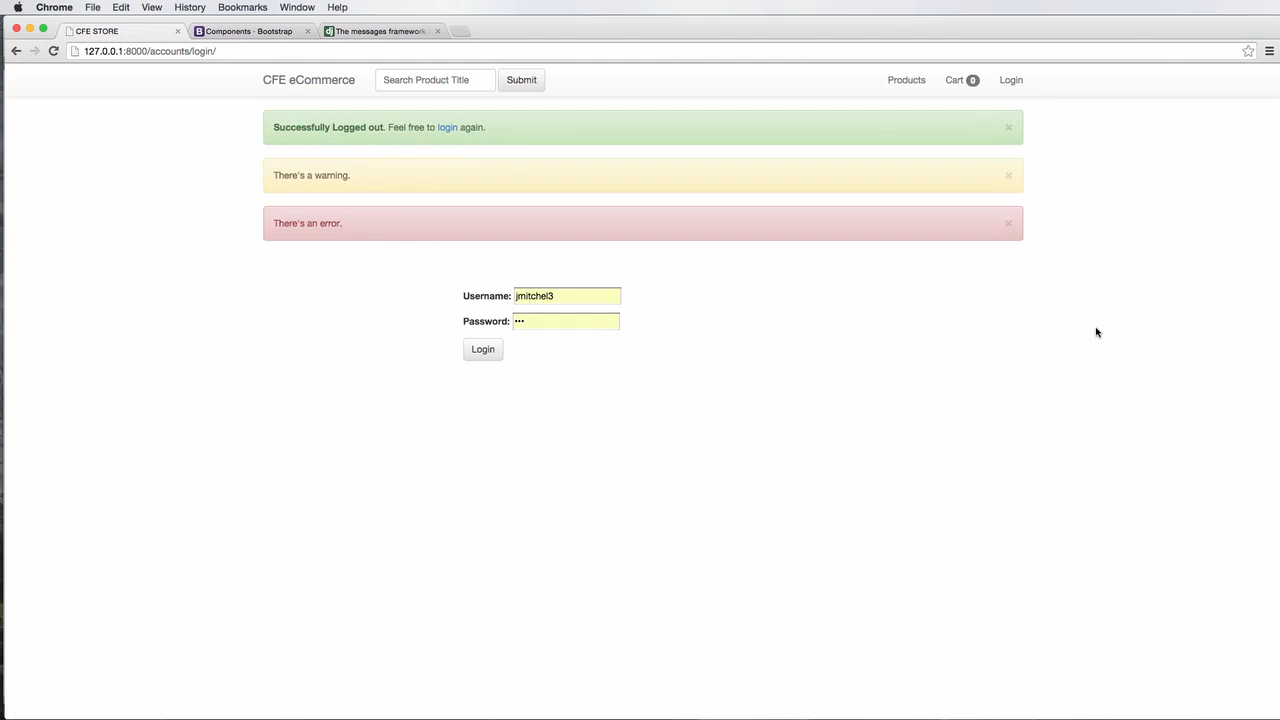 Chrome File Edit View History Bookmarks Window Help
CFE STORE × Components · Bootstrap × The messages framework ×
127.0.0.1:8000/accounts/login/
CFE eCommerce Search Product Title Submit Products Cart 0 Login
Successfully Logged out. Feel free to login again. ×
There's a warning. ×
There's an error. ×
Username: jmitchel3
Password: •••
Login